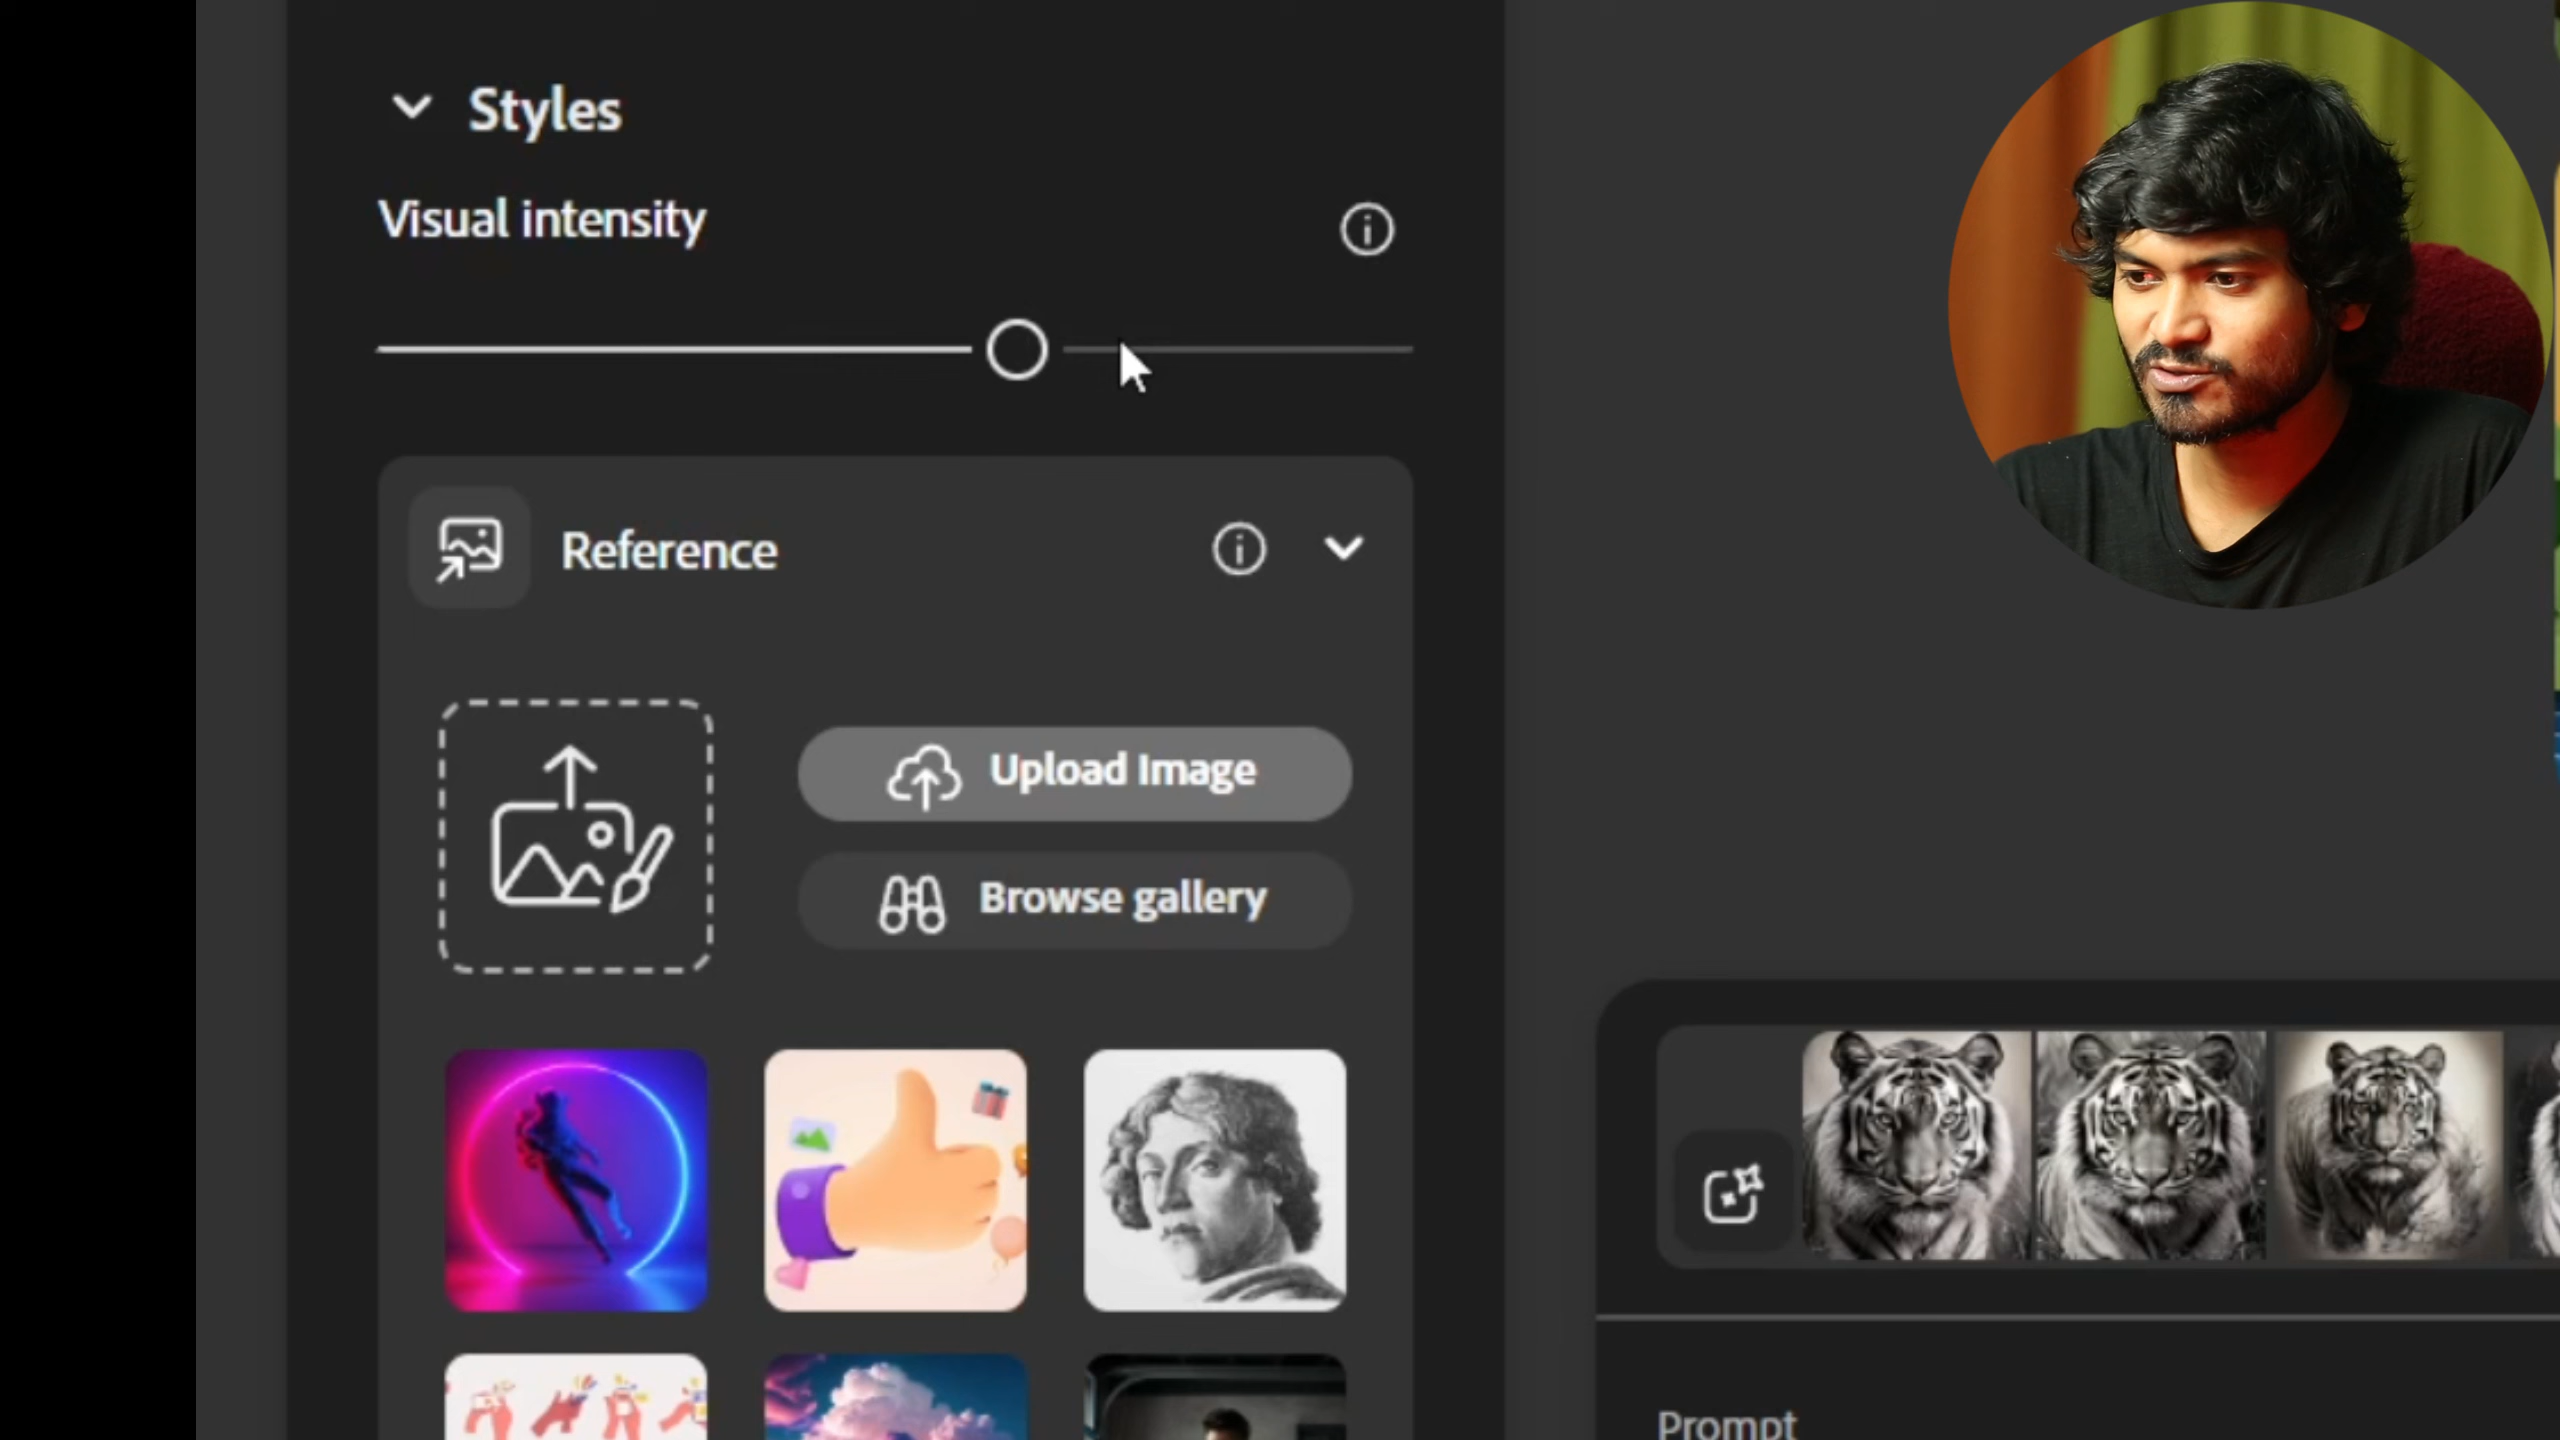 Styles
Visual intensity
Reference
Upload Image
Browse gallery
Prompt